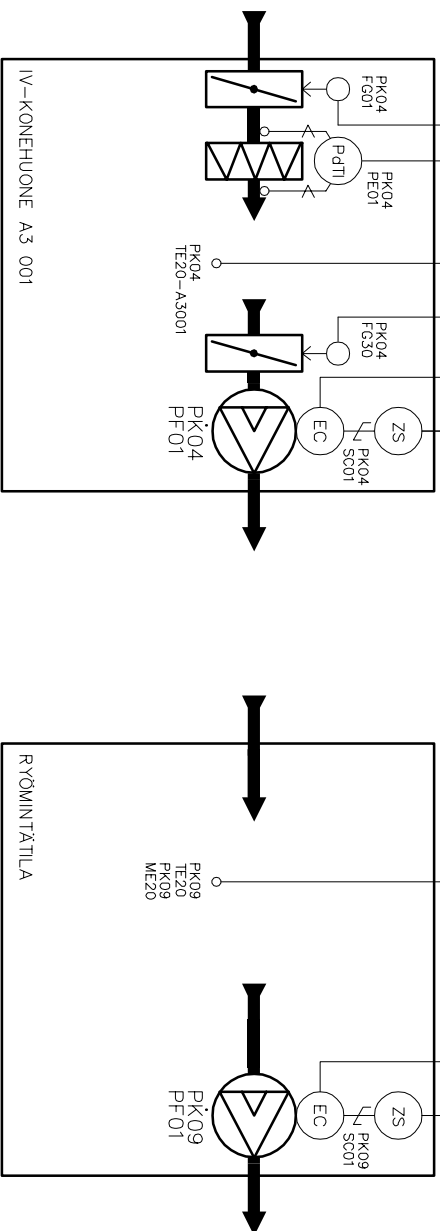 PK04
FG01
PdTI
PK04
PE01
PK04
TE20-A3001
PK04
FG30
EC
ZS
PK04
SC01
PK04
PF01
IV-KONEHUONE A3 001
PK09
TE20
PK09
ME20
EC
ZS
PK09
SC01
PK09
PF01
RYÖMINTÄTILA